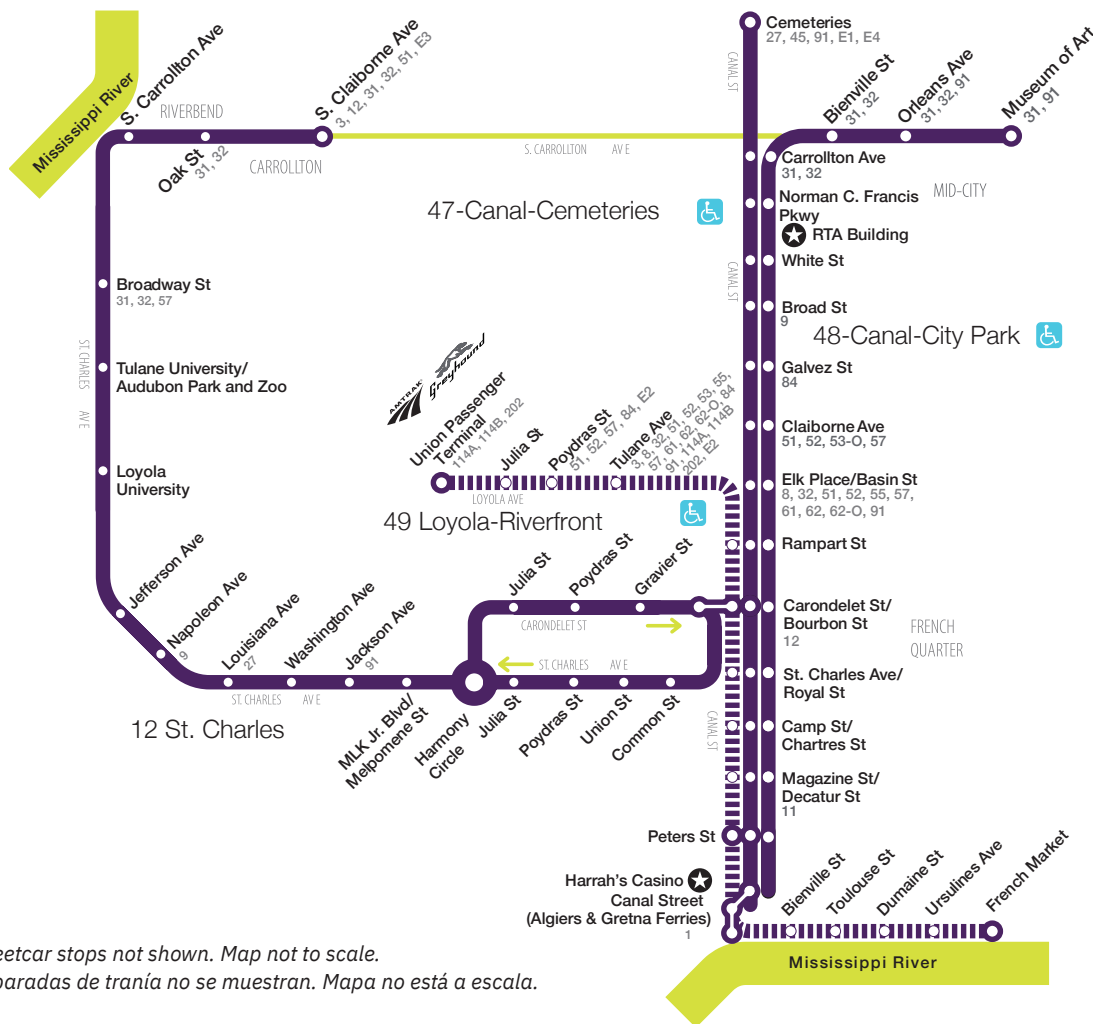 Cemeteries
27, 45, 91, E1, E4
CANAL ST
Mississippi River
S. Carrollton Ave
RIVERBEND
Oak St
31, 32
CARROLLTON
S. Claiborne Ave
3, 12, 31, 32, 51, E3
S. CARROLLTON AV E
Bienville St
31, 32
Orleans Ave
31, 32, 91
Museum of Art
31, 91
Carrollton Ave
31, 32
MID-CITY
47-Canal-Cemeteries
Norman C. Francis
Pkwy
RTA Building
CANAL ST
White St
Broadway St
31, 32, 57
Broad St
9
48-Canal-City Park
ST. CHARLES AV E
Tulane University/
Audubon Park and Zoo
AMTRAK
Greyhound
Galvez St
84
Claiborne Ave
51, 52, 53-O, 57
Union Passenger
Terminal
114A, 114B, 202
Julia St
Poydras St
51, 52, 57, 84, E2
Tulane Ave
3, 8, 32, 51, 52, 53, 55,
57, 61, 62, 62-O, 84
91, 114A, 114B
202, E2
Loyola
University
LOYOLA AVE
49 Loyola-Riverfront
Elk Place/Basin St
8, 32, 51, 52, 55, 57,
61, 62, 62-O, 91
Rampart St
Jefferson Ave
Napoleon Ave
9
Louisiana Ave
27
Washington Ave
Jackson Ave
91
Julia St
Poydras St
Gravier St
CARONDELET ST
Carondelet St/
Bourbon St
12
FRENCH
QUARTER
ST. CHARLES AV E
ST. CHARLES AV E
St. Charles Ave/
Royal St
12 St. Charles
MLK Jr. Blvd/
Melpomene St
Harmony
Circle
Julia St
Poydras St
Union St
Common St
CANAL ST
Camp St/
Chartres St
Magazine St/
Decatur St
11
Peters St
Harrah's Casino
Canal Street
(Algiers & Gretna Ferries)
1
Bienville St
Toulouse St
Dumaine St
Ursulines Ave
French Market
Mississippi River
eetcar stops not shown. Map not to scale.
paradas de tranía no se muestran. Mapa no está a escala.